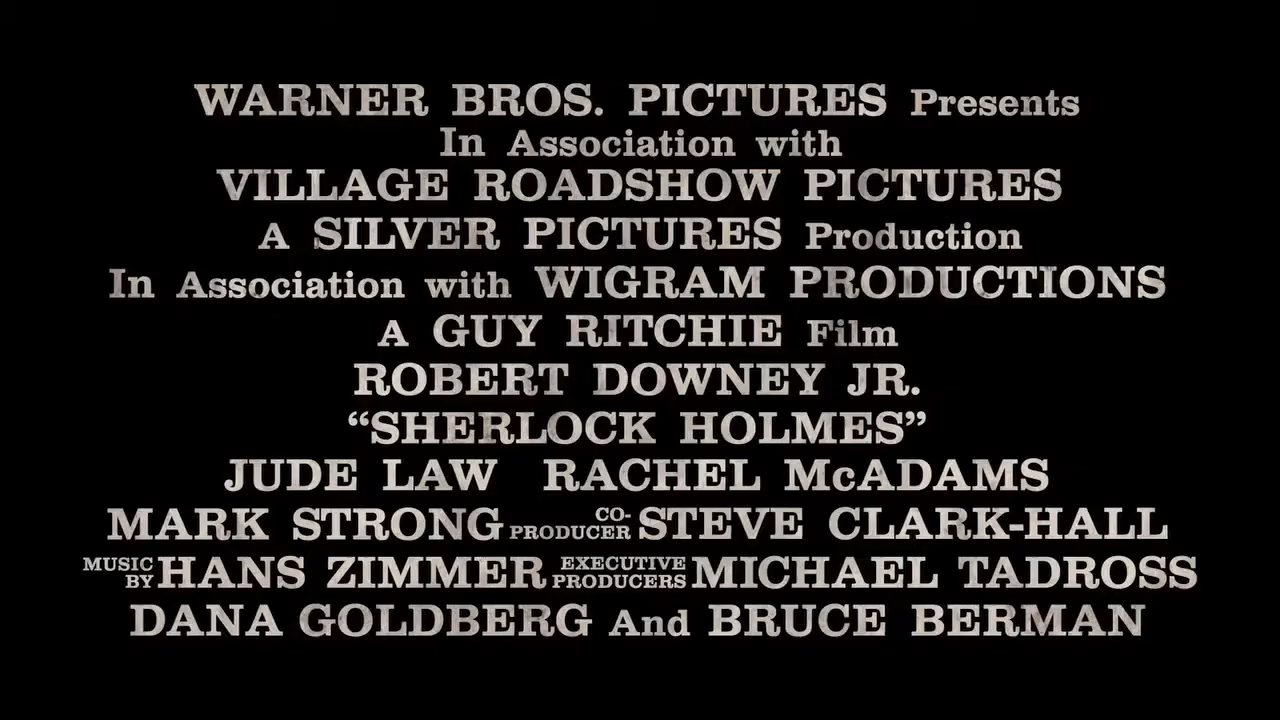 WARNER BROS. PICTURES Presents
In Association with
VILLAGE ROADSHOW PICTURES
A SILVER PICTURES Production
In Association with WIGRAM PRODUCTIONS
A GUY RITCHIE Film
ROBERT DOWNEY JR.
“SHERLOCK HOLMES”
JUDE LAW RACHEL McADAMS
MARK STRONG CO-PRODUCER STEVE CLARK-HALL
MUSIC BY HANS ZIMMER EXECUTIVE PRODUCERS MICHAEL TADROSS
DANA GOLDBERG And BRUCE BERMAN